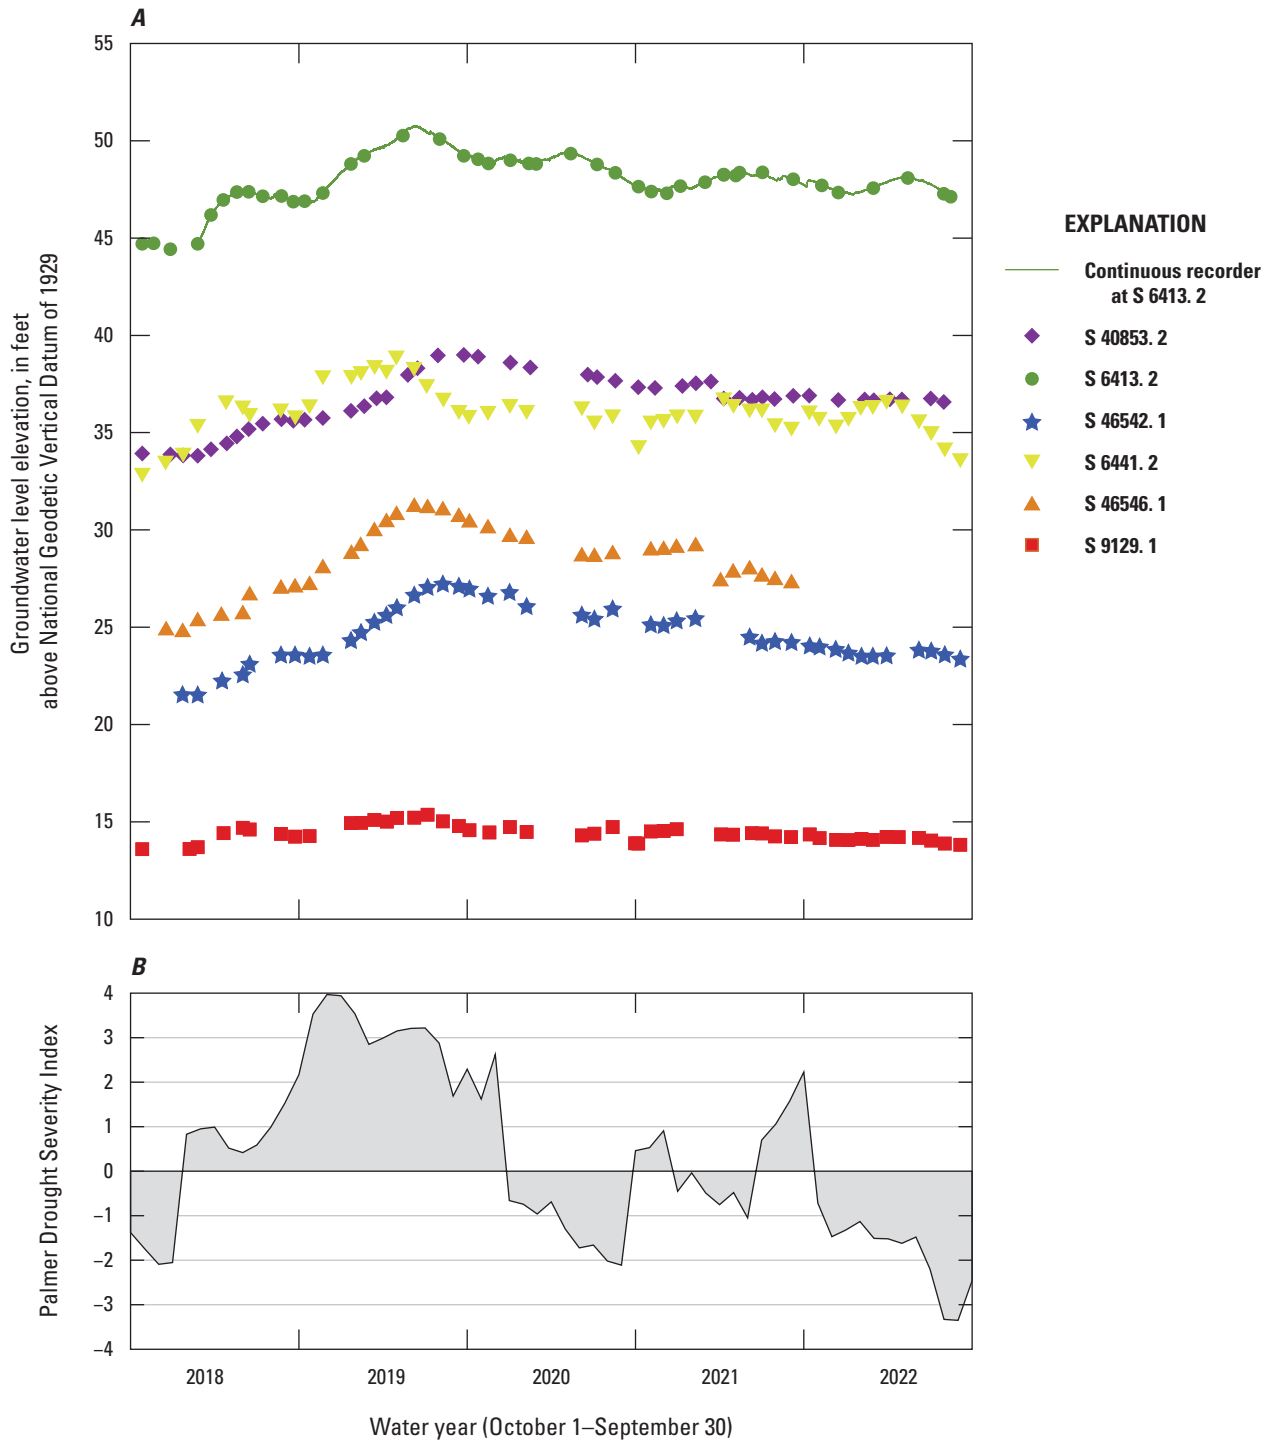 A
55
50
45
40
35
30
25
20
15
10
Groundwater level elevation, in feet
above National Geodetic Vertical Datum of 1929
EXPLANATION
Continuous recorder
at S 6413. 2
S 40853. 2
S 6413. 2
S 46542. 1
S 6441. 2
S 46546. 1
S 9129. 1
B
4
3
2
1
0
−1
−2
−3
−4
Palmer Drought Severity Index
2018 2019 2020 2021 2022
Water year (October 1–September 30)